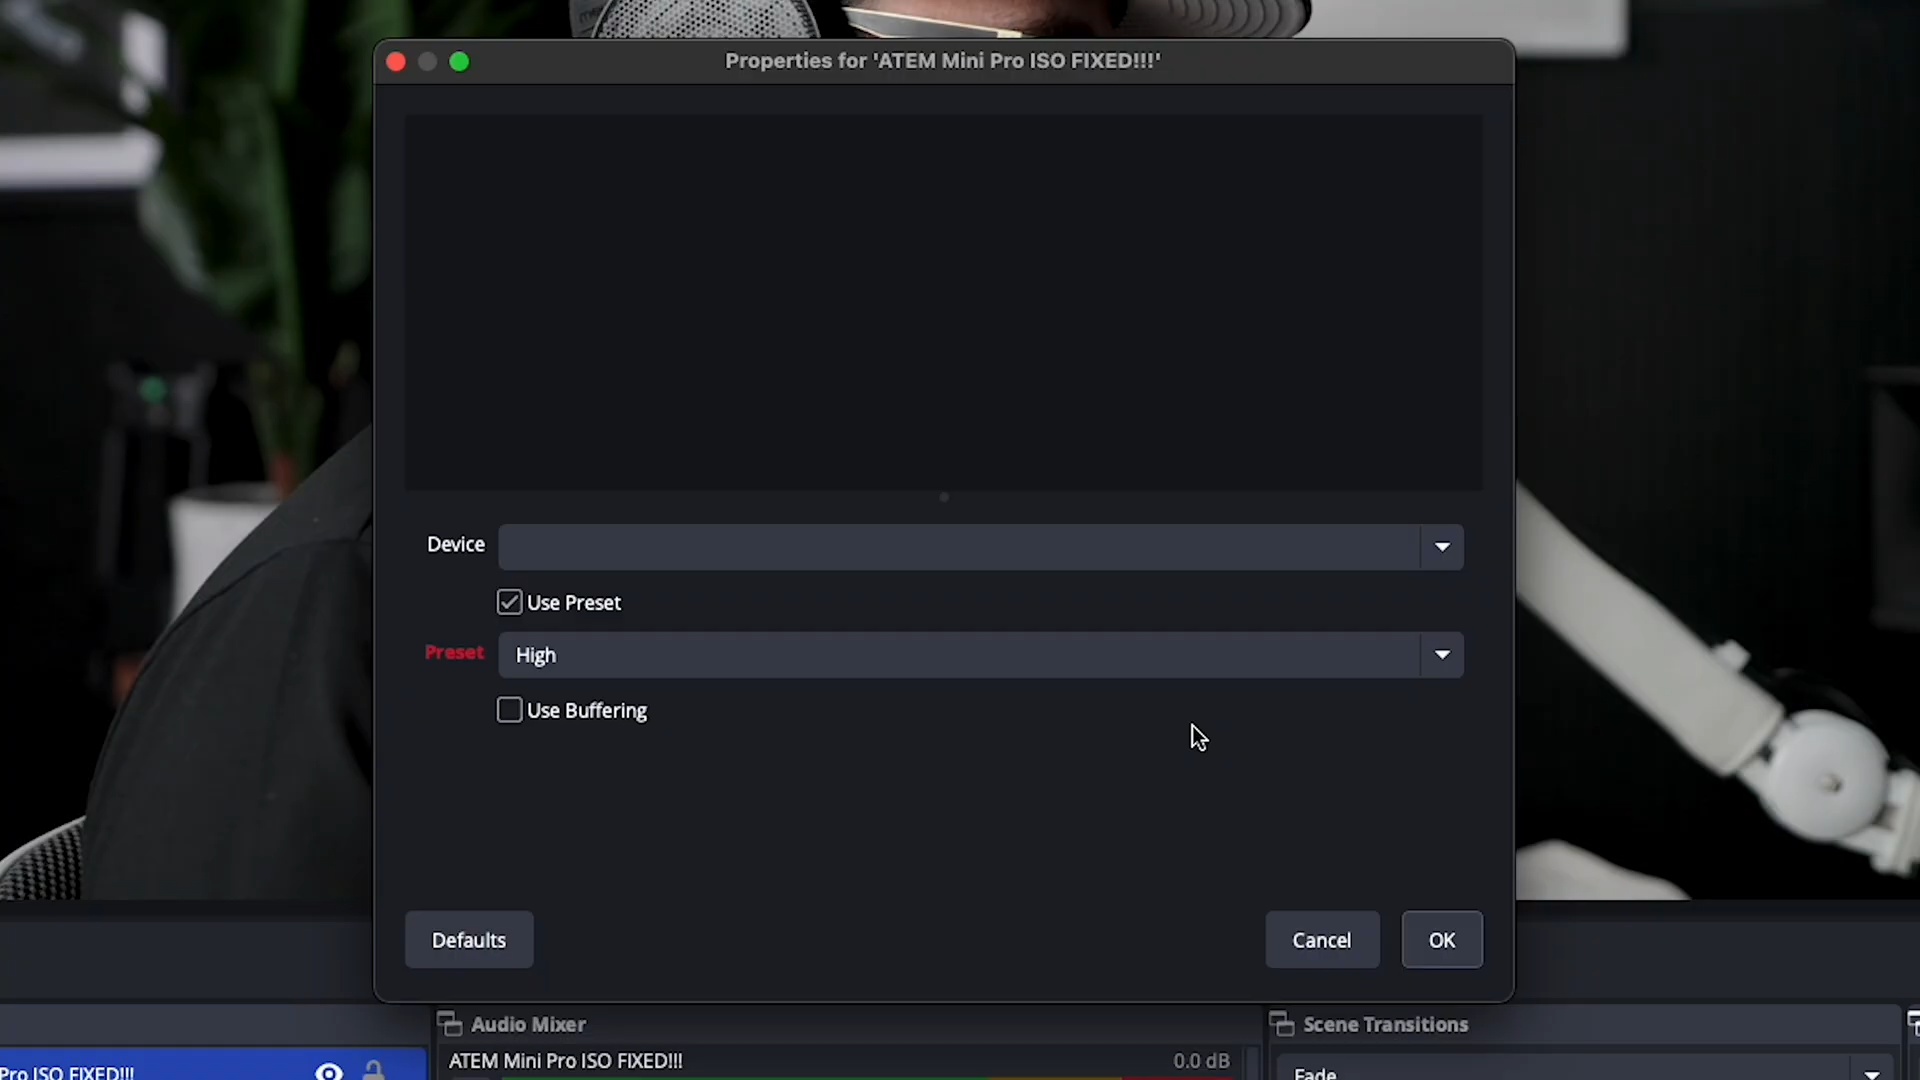 Properties for 'ATEM Mini Pro ISO FIXED!!!'
Device
Use Preset
Preset
High
Use Buffering
Defaults
Cancel
OK
Audio Mixer
Scene Transitions
Pro ISO FIXED!!!
ATEM Mini Pro ISO FIXED!!!
0.0 dB
Fade